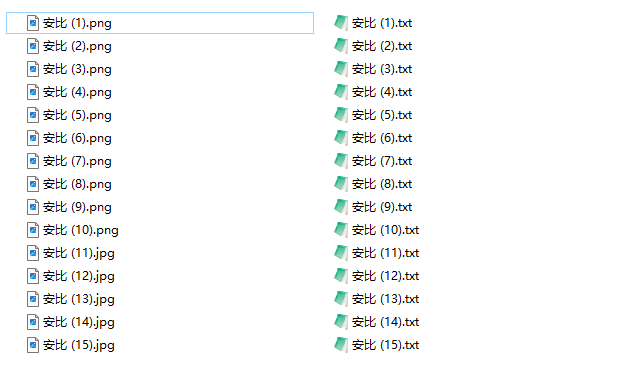 安比 (1).png
安比 (2).png
安比 (3).png
安比 (4).png
安比 (5).png
安比 (6).png
安比 (7).png
安比 (8).png
安比 (9).png
安比 (10).png
安比 (11).jpg
安比 (12).jpg
安比 (13).jpg
安比 (14).jpg
安比 (15).jpg
安比 (1).txt
安比 (2).txt
安比 (3).txt
安比 (4).txt
安比 (5).txt
安比 (6).txt
安比 (7).txt
安比 (8).txt
安比 (9).txt
安比 (10).txt
安比 (11).txt
安比 (12).txt
安比 (13).txt
安比 (14).txt
安比 (15).txt